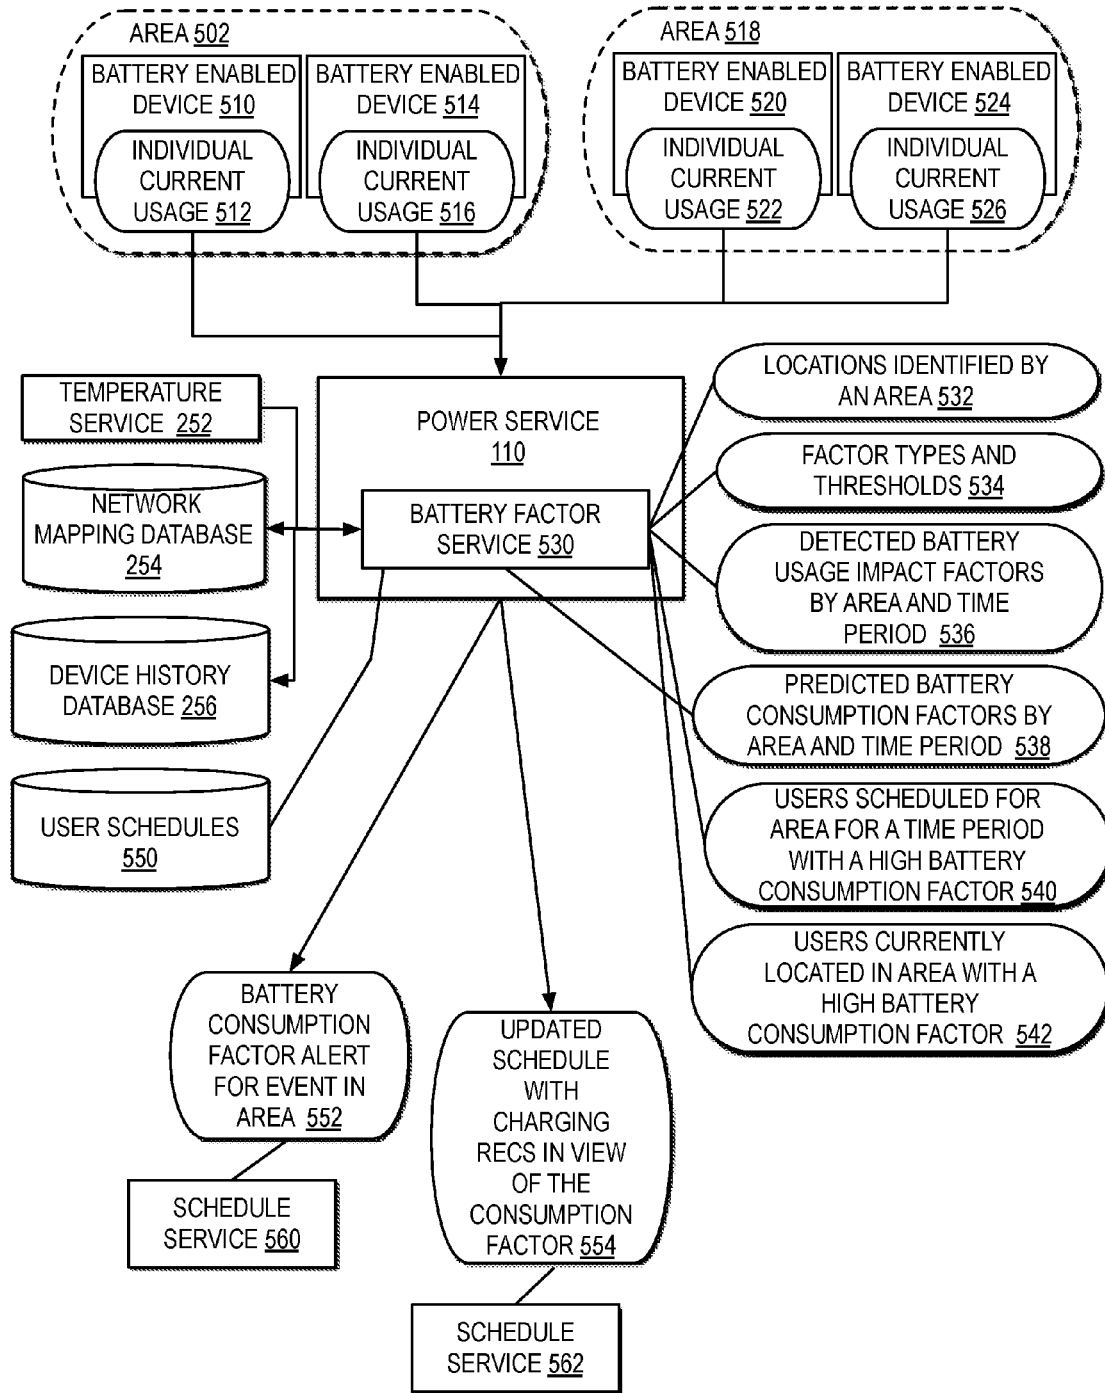 AREA 502
BATTERY ENABLED
DEVICE 510
INDIVIDUAL
CURRENT
USAGE 512
BATTERY ENABLED
DEVICE 514
INDIVIDUAL
CURRENT
USAGE 516
AREA 518
BATTERY ENABLED
DEVICE 520
INDIVIDUAL
CURRENT
USAGE 522
BATTERY ENABLED
DEVICE 524
INDIVIDUAL
CURRENT
USAGE 526
TEMPERATURE
SERVICE 252
NETWORK
MAPPING DATABASE
254
DEVICE HISTORY
DATABASE 256
USER SCHEDULES
550
POWER SERVICE
110
BATTERY FACTOR
SERVICE 530
LOCATIONS IDENTIFIED BY
AN AREA 532
FACTOR TYPES AND
THRESHOLDS 534
DETECTED BATTERY
USAGE IMPACT FACTORS
BY AREA AND TIME
PERIOD 536
PREDICTED BATTERY
CONSUMPTION FACTORS BY
AREA AND TIME PERIOD 538
USERS SCHEDULED FOR
AREA FOR A TIME PERIOD
WITH A HIGH BATTERY
CONSUMPTION FACTOR 540
USERS CURRENTLY
LOCATED IN AREA WITH A
HIGH BATTERY
CONSUMPTION FACTOR 542
BATTERY
CONSUMPTION
FACTOR ALERT
FOR EVENT IN
AREA 552
SCHEDULE
SERVICE 560
UPDATED
SCHEDULE
WITH
CHARGING
RECS IN VIEW
OF THE
CONSUMPTION
FACTOR 554
SCHEDULE
SERVICE 562